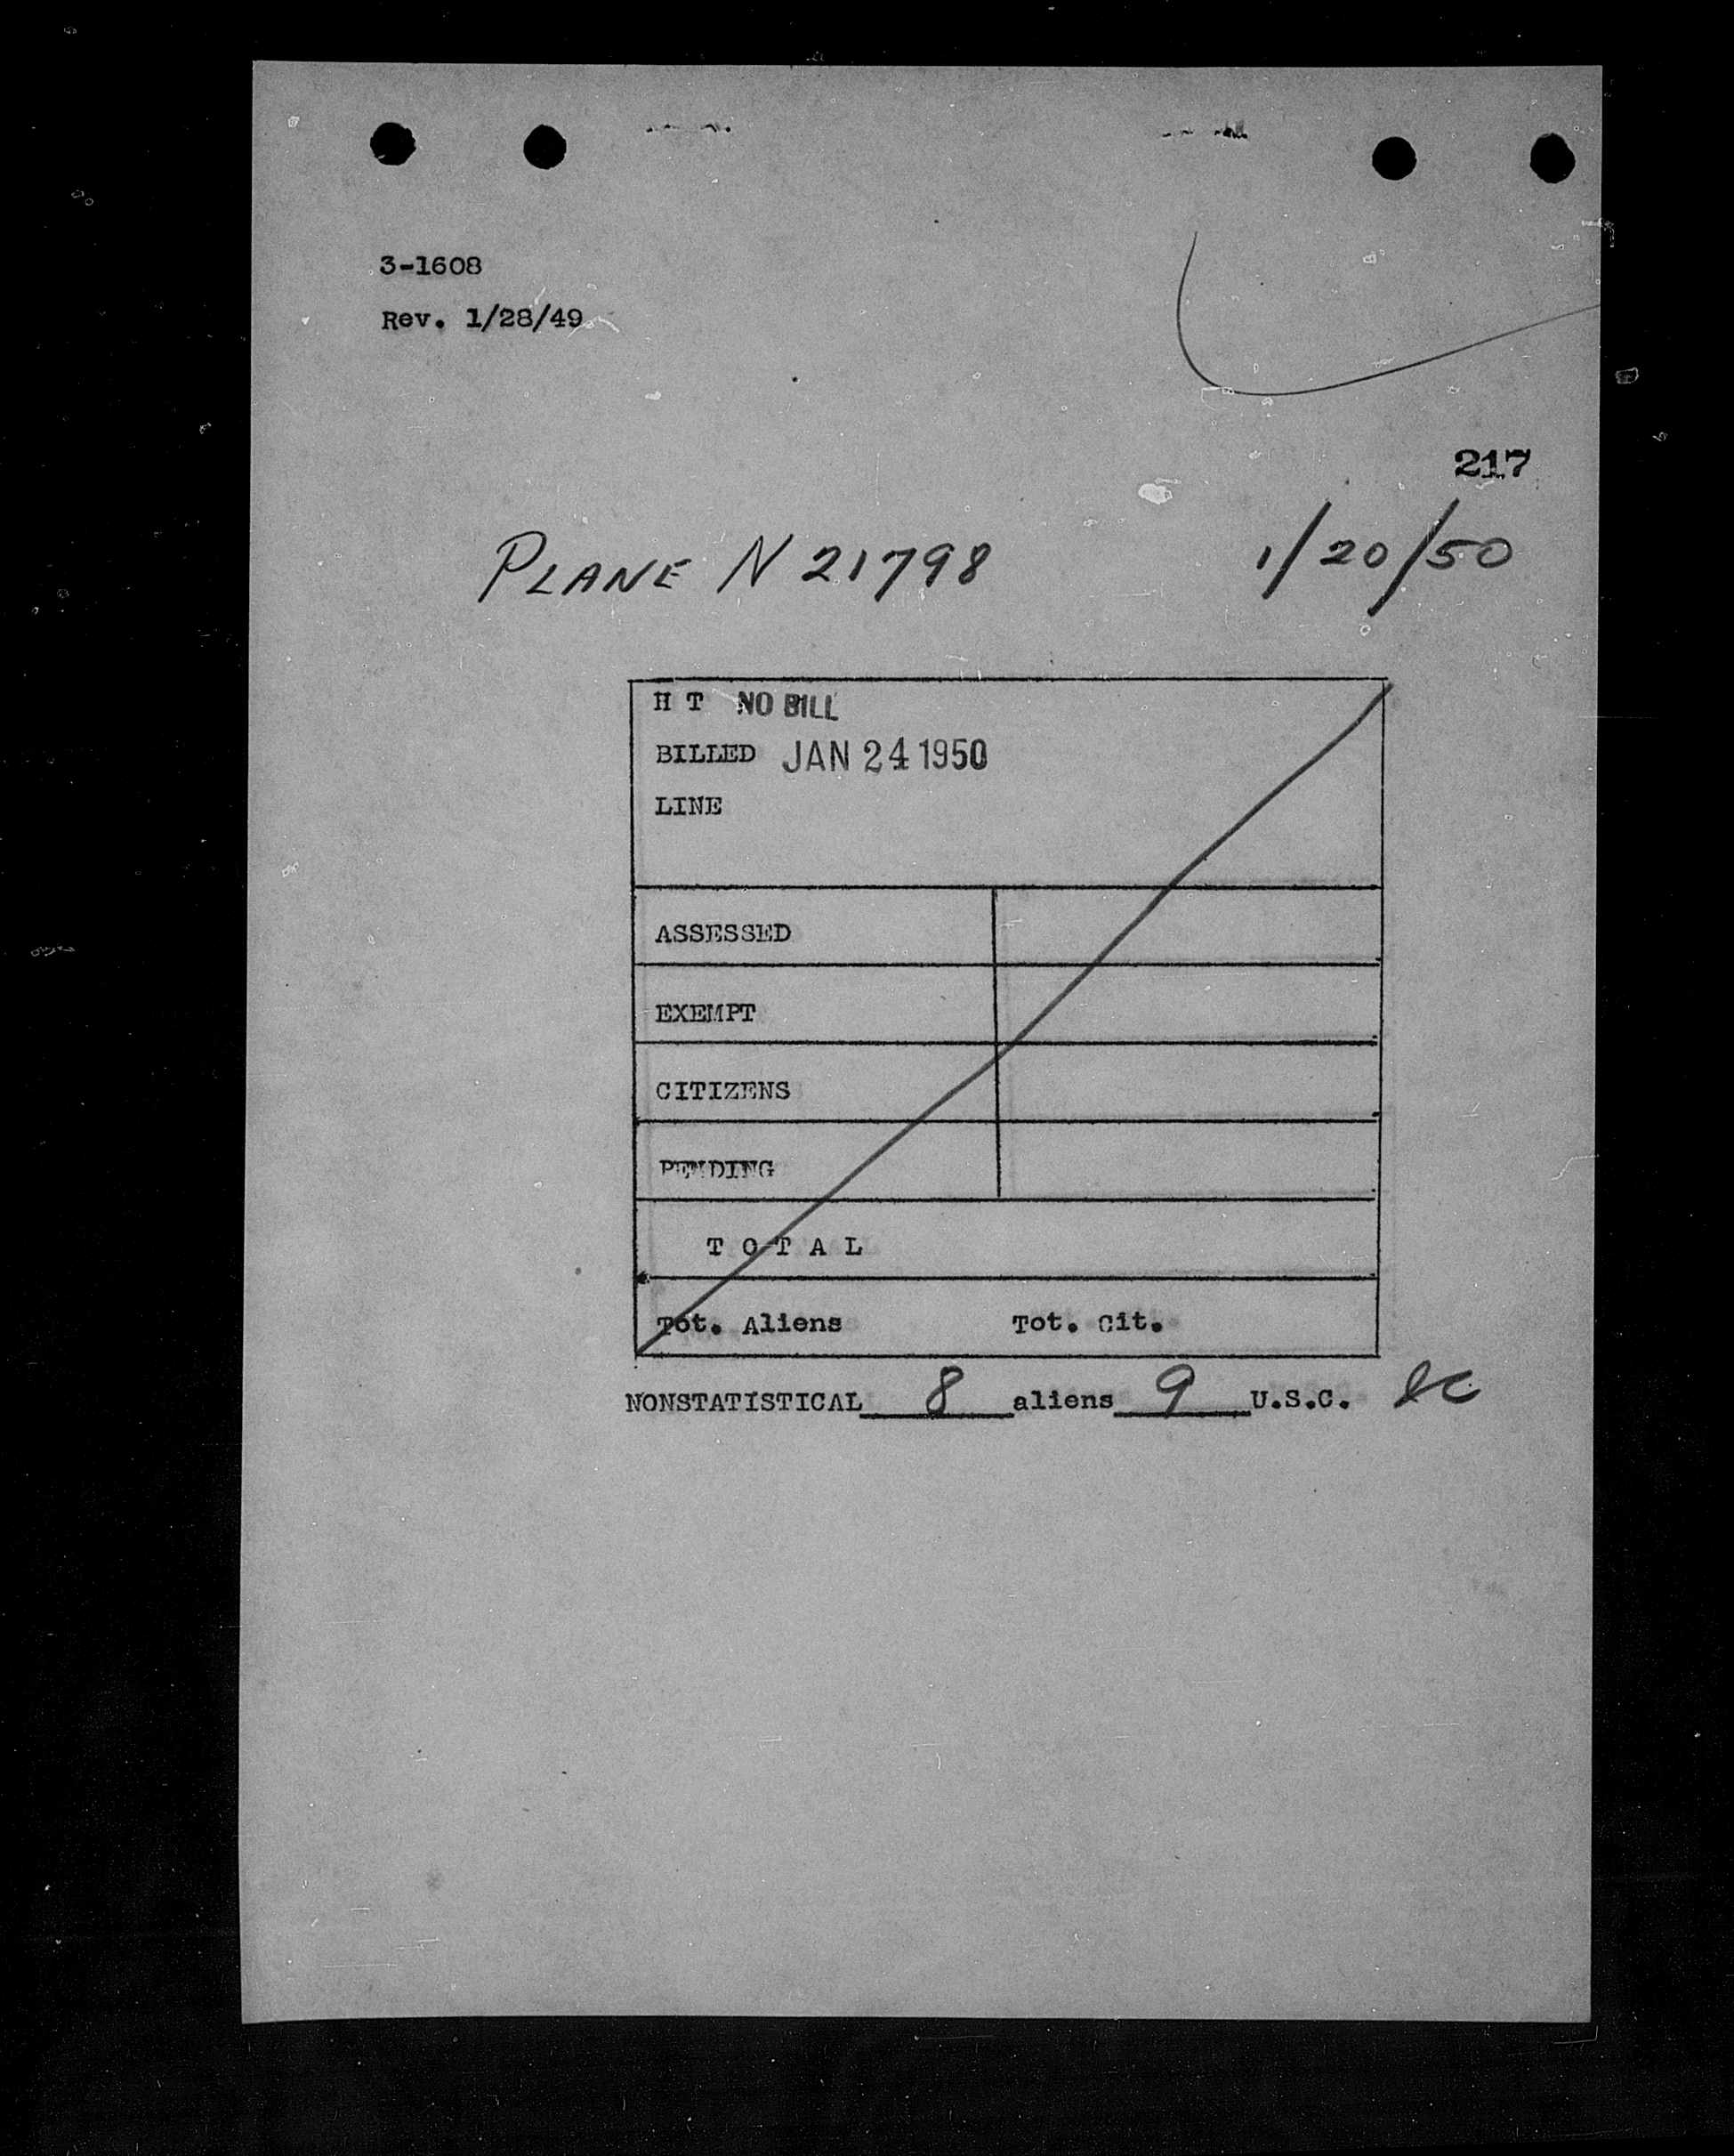 3-1608
Rev. 1/28/49
217
PLANE N 21798 1/20/50
H T NO BILL
BILLED JAN 24 1950
LINE
ASSESSED
EXEMPT
CITIZENS
PENDING
T O T A L
Tot. Aliens Tot. Cit.
NONSTATISTICAL 8 aliens 9 U.S.C.